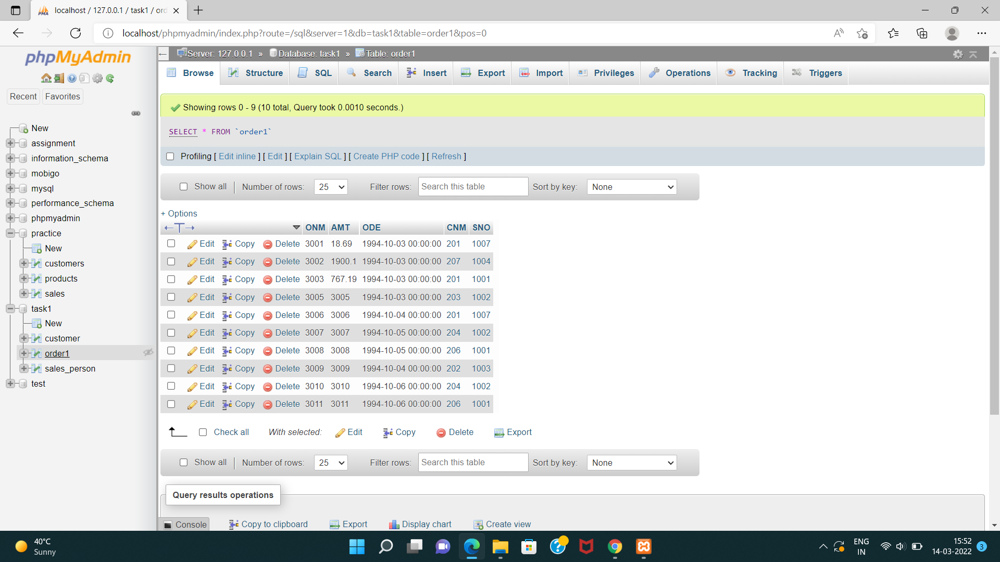 localhost / 127.0.0.1 / task1 / ord
localhost/phpmyadmin/index.php?route=/sql&server=1&db=task1&table=order1&pos=0
phpMyAdmin
Recent Favorites
New
assignment
information_schema
mobigo
mysql
performance_schema
phpmyadmin
practice
New
customers
products
sales
task1
New
customer
order1
sales_person
test
Server: 127.0.0.1 » Database: task1 » Table: order1
Browse Structure SQL Search Insert Export Import Privileges Operations Tracking Triggers
Showing rows 0 - 9 (10 total, Query took 0.0010 seconds.)
SELECT * FROM `order1`
Profiling [ Edit inline ] [ Edit ] [ Explain SQL ] [ Create PHP code ] [ Refresh ]
Show all Number of rows: 25 Filter rows: Search this table Sort by key: None
+ Options
ONM AMT ODE CNM SNO
Edit Copy Delete 3001 18.69 1994-10-03 00:00:00 201 1007
Edit Copy Delete 3002 1900.1 1994-10-03 00:00:00 207 1004
Edit Copy Delete 3003 767.19 1994-10-03 00:00:00 201 1001
Edit Copy Delete 3005 3005 1994-10-03 00:00:00 203 1002
Edit Copy Delete 3006 3006 1994-10-04 00:00:00 201 1007
Edit Copy Delete 3007 3007 1994-10-05 00:00:00 204 1002
Edit Copy Delete 3008 3008 1994-10-05 00:00:00 206 1001
Edit Copy Delete 3009 3009 1994-10-04 00:00:00 202 1003
Edit Copy Delete 3010 3010 1994-10-06 00:00:00 204 1002
Edit Copy Delete 3011 3011 1994-10-06 00:00:00 206 1001
Check all With selected: Edit Copy Delete Export
Show all Number of rows: 25 Filter rows: Search this table Sort by key: None
Query results operations
Console Copy to clipboard Export Display chart Create view
40°C
Sunny
ENG
IN
15:52
14-03-2022
3